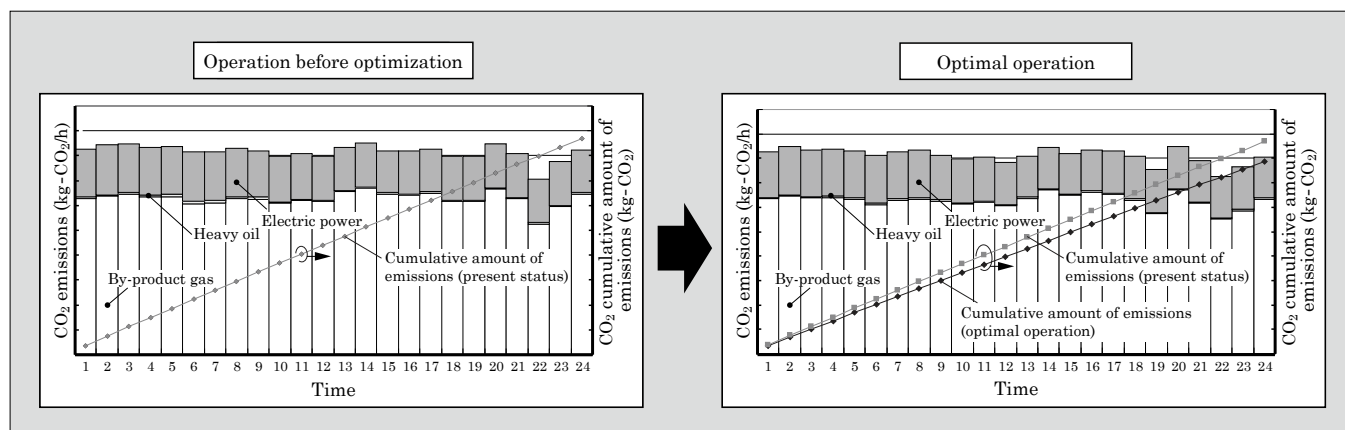 Operation before optimization
CO₂ emissions (kg-CO₂/h)
Electric power
Heavy oil
Cumulative amount of
emissions (present status)
By-product gas
CO₂ cumulative amount of
emissions (kg-CO₂)
1 2 3 4 5 6 7 8 9 10 11 12 13 14 15 16 17 18 19 20 21 22 23 24
Time
Optimal operation
CO₂ emissions (kg-CO₂/h)
Electric power
Heavy oil
Cumulative amount of
emissions (present status)
By-product gas
Cumulative amount of emissions
(optimal operation)
CO₂ cumulative amount of
emissions (kg-CO₂)
1 2 3 4 5 6 7 8 9 10 11 12 13 14 15 16 17 18 19 20 21 22 23 24
Time